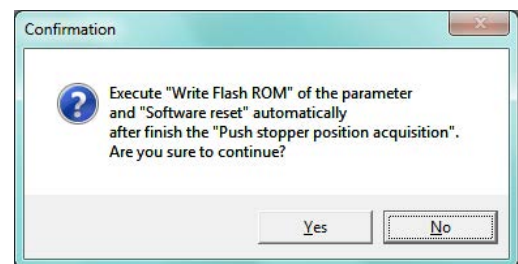 Confirmation
Execute "Write Flash ROM" of the parameter
and "Software reset" automatically
after finish the "Push stopper position acquisition".
Are you sure to continue?
Yes
No